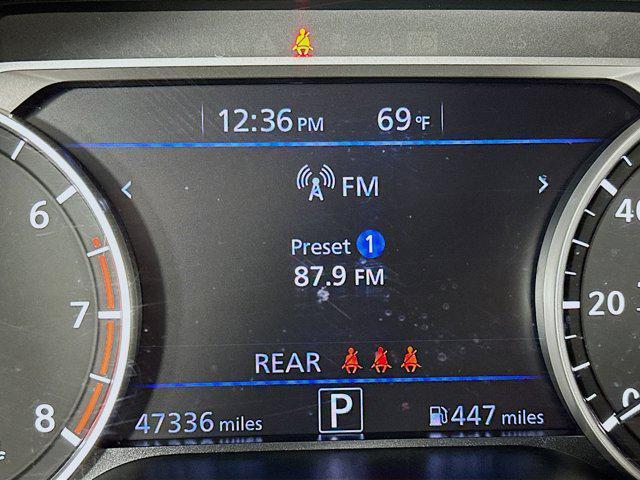 12:36 PM 69 °F
‹ FM ›
Preset 1
87.9 FM
REAR
47336 miles P 447 miles
6
7
8
40
20
0